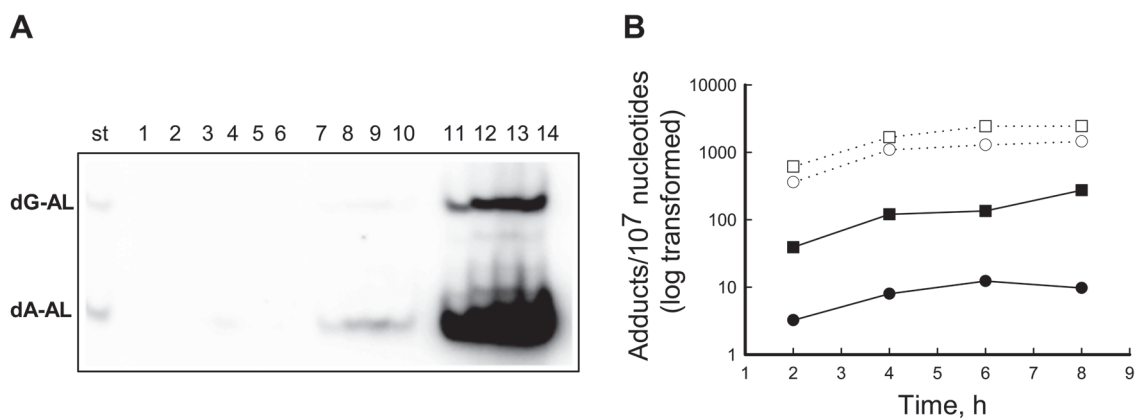 A
st 1 2 3 4 5 6 7 8 9 10 11 12 13 14
dG-AL
dA-AL
B
Adducts/10⁷ nucleotides
(log transformed)
10000
1000
100
10
1
1 2 3 4 5 6 7 8 9
Time, h